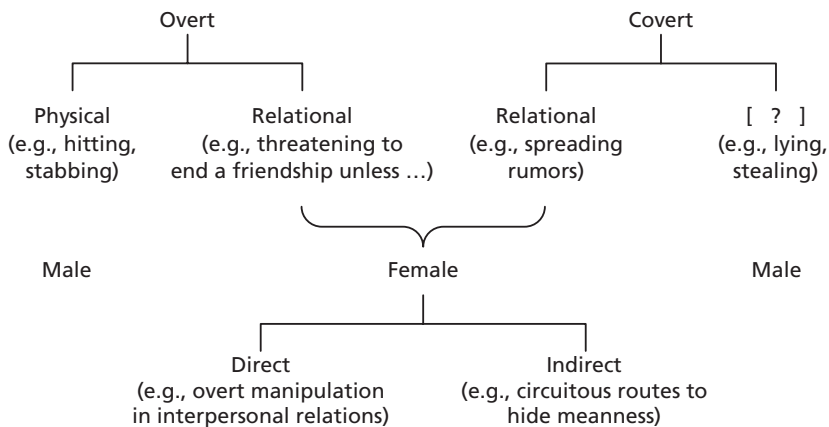 Overt
Covert
Physical
(e.g., hitting,
stabbing)
Relational
(e.g., threatening to
end a friendship unless …)
Relational
(e.g., spreading
rumors)
[ ? ]
(e.g., lying,
stealing)
Male
Female
Male
Direct
(e.g., overt manipulation
in interpersonal relations)
Indirect
(e.g., circuitous routes to
hide meanness)